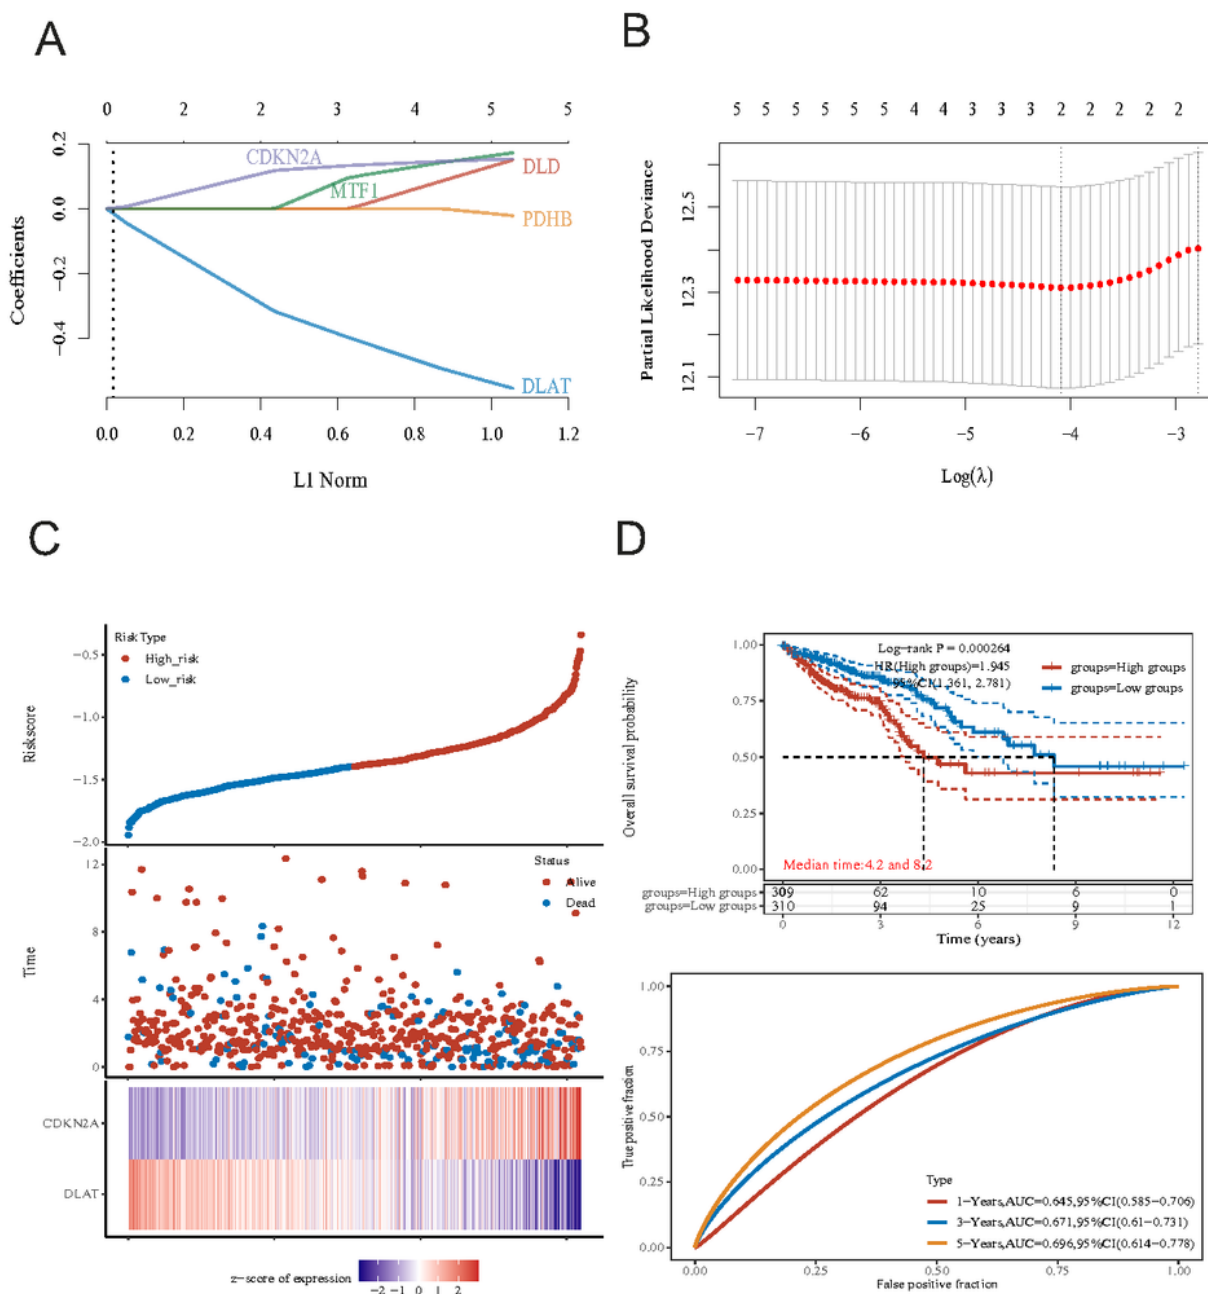 A
0 2 2 3 4 5 5
0.2
0.0
−0.2
−0.4
Coefficients
CDKN2A
MTF1
DLD
PDHB
DLAT
0.0 0.2 0.4 0.6 0.8 1.0 1.2
L1 Norm
B
5 5 5 5 5 5 4 4 3 3 3 2 2 2 2 2
12.5
12.3
12.1
Partial Likelihood Deviance
−7 −6 −5 −4 −3
Log(λ)
C
Risk Type
High_risk
Low_risk
−0.5
−1.0
−1.5
−2.0
Riskscore
Status
Alive
Dead
12
8
4
0
Time
CDKN2A
DLAT
z−score of expression
−2 −1 0 1 2
D
1.00
0.75
0.50
0.25
0.00
Overall survival probability
Log−rank P = 0.000264
HR(High groups)=1.945
95%CI(1.361, 2.781)
groups=High groups
groups=Low groups
Median time:4.2 and 8.2
groups=High groups 309 62 10 6 0
groups=Low groups 310 94 25 9 1
0 3 6 9 12
Time (years)
1.00
0.75
0.50
0.25
0.00
True positive fraction
Type
1−Years,AUC=0.645,95%CI(0.585−0.706)
3−Years,AUC=0.671,95%CI(0.61−0.731)
5−Years,AUC=0.696,95%CI(0.614−0.778)
0.00 0.25 0.50 0.75 1.00
False positive fraction